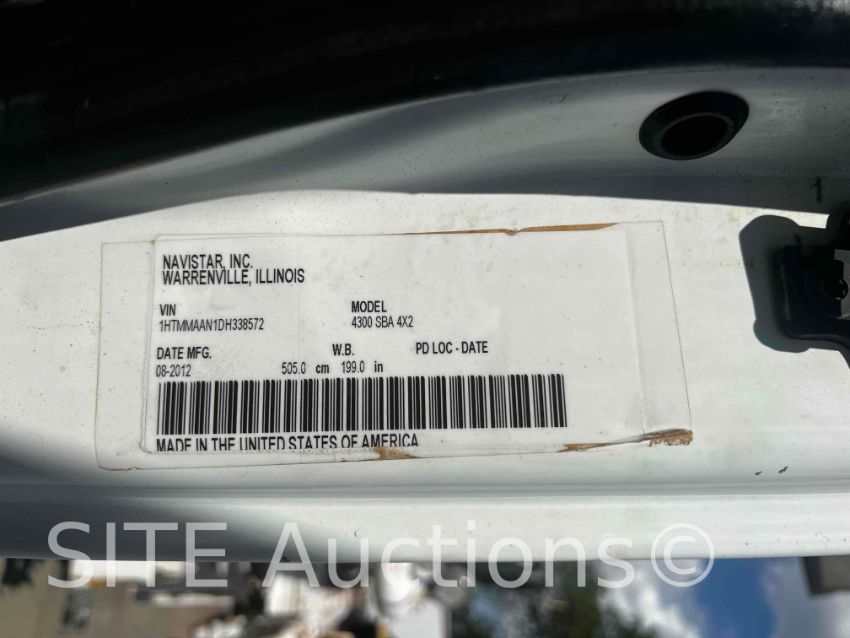 NAVISTAR, INC.
WARRENVILLE, ILLINOIS
VIN MODEL
1HTMMAAN1DH338572 4300 SBA 4X2
DATE MFG. W.B. PD LOC - DATE
08-2012 505.0 cm 199.0 in
MADE IN THE UNITED STATES OF AMERICA
SITE Auctions©